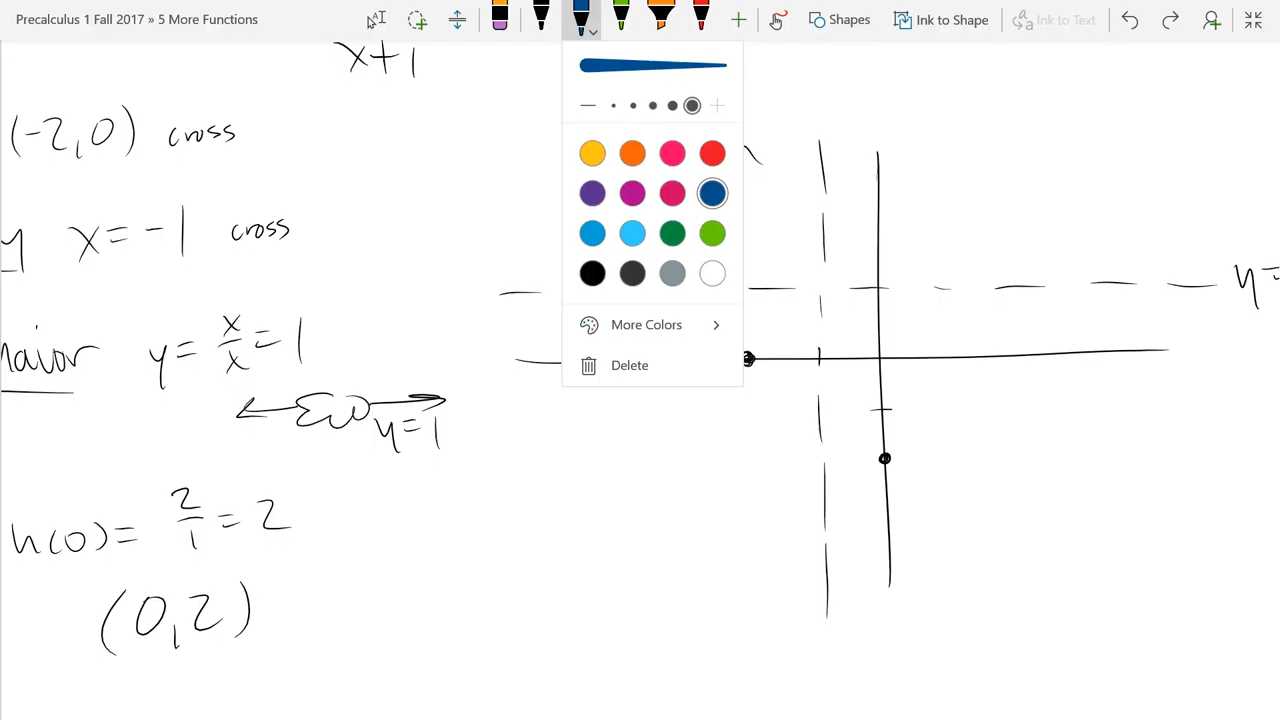 Precalculus 1 Fall 2017 » 5 More Functions
Shapes
Ink to Shape
Ink to Text
x+1
(-2,0) cross
y x=-1 cross
havior y = x/x = 1
y=1
h(0) = 2/1 = 2
(0,2)
More Colors
Delete
y=